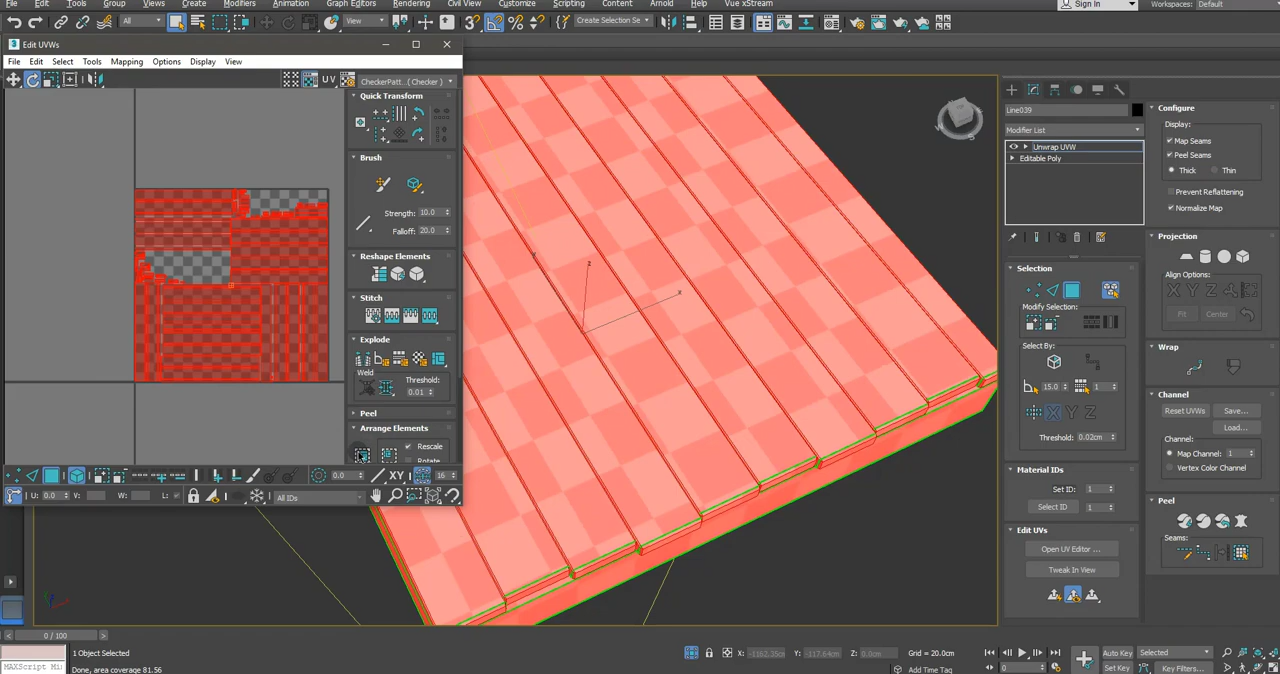 File Edit Tools Group Views Create Modifiers Animation Graph Editors Rendering Civil View Customize Scripting Content Arnold Help Vue xStream
Sign In
Workspaces: Default
All
View
Create Selection Se
3 Edit UVWs
File Edit Select Tools Mapping Options Display View
UV
CheckerPatt.. ( Checker )
Quick Transform
Brush
Strength: 10.0
Falloff: 20.0
Reshape Elements
Stitch
Explode
Weld
Threshold:
0.01
Peel
Arrange Elements
Rescale
Rotate
0.0
XY
16
U: 0.0 V: W: L:
All IDs
z
x
Line039
Modifier List
Unwrap UVW
Editable Poly
Selection
Modify Selection:
Select By:
15.0
1
X Y Z
Threshold: 0.02cm
Material IDs
Set ID: 1
Select ID 1
Edit UVs
Open UV Editor ...
Tweak In View
Configure
Display:
Map Seams
Peel Seams
Thick Thin
Prevent Reflattening
Normalize Map
Projection
Align Options:
X Y Z
Fit Center
Wrap
Channel
Reset UVWs Save...
Load...
Channel:
Map Channel: 1
Vertex Color Channel
Peel
Seams:
0 / 100
1 Object Selected
MAXScript Mi
Done, area coverage 81.56
X: -1162.35cm Y: -117.64cm Z: 0.0cm
Grid = 20.0cm
Add Time Tag
0
Auto Key
Selected
Set Key
Key Filters...